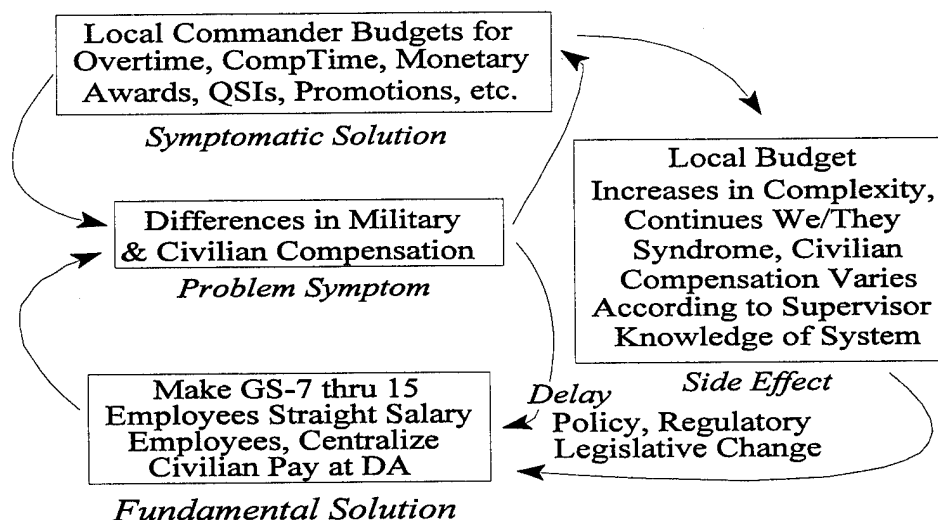 Local Commander Budgets for
Overtime, CompTime, Monetary
Awards, QSIs, Promotions, etc.
Symptomatic Solution
Differences in Military
& Civilian Compensation
Problem Symptom
Make GS-7 thru 15
Employees Straight Salary
Employees, Centralize
Civilian Pay at DA
Fundamental Solution
Local Budget
Increases in Complexity,
Continues We/They
Syndrome, Civilian
Compensation Varies
According to Supervisor
Knowledge of System
Side Effect
Delay
Policy, Regulatory
Legislative Change